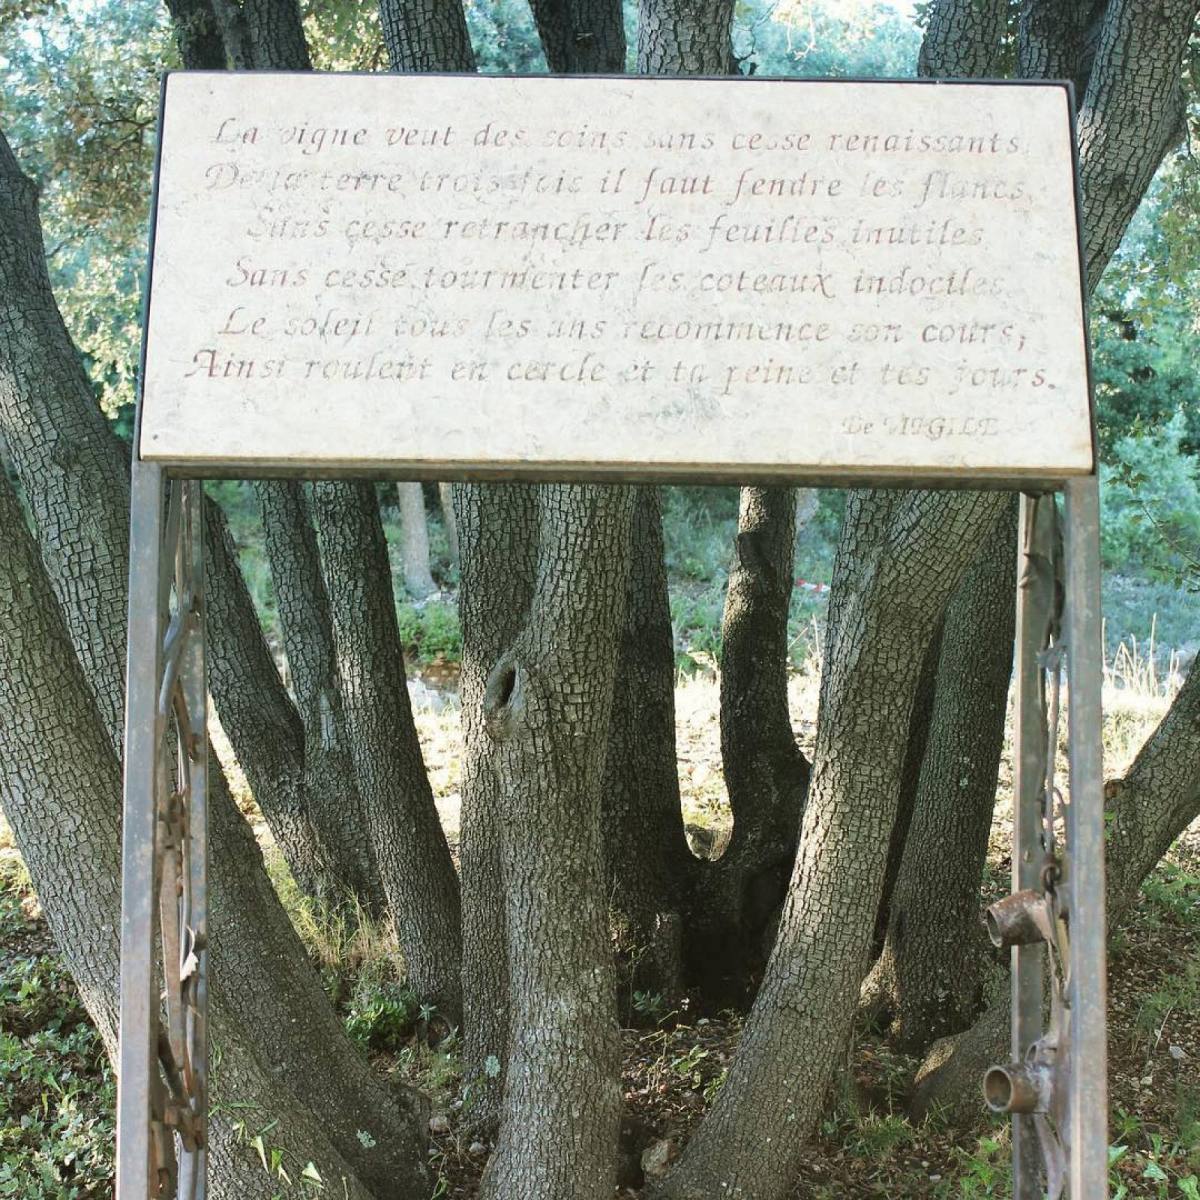 La vigne veut des soins sans cesse renaissants,
De la terre trois fois il faut fendre les flancs,
Sans cesse retrancher les feuilles inutiles
Sans cesse tourmenter les coteaux indociles.
Le soleil tous les ans recommence son cours;
Ainsi roulent en cercle et ta peine et tes jours.
De VIRGILE